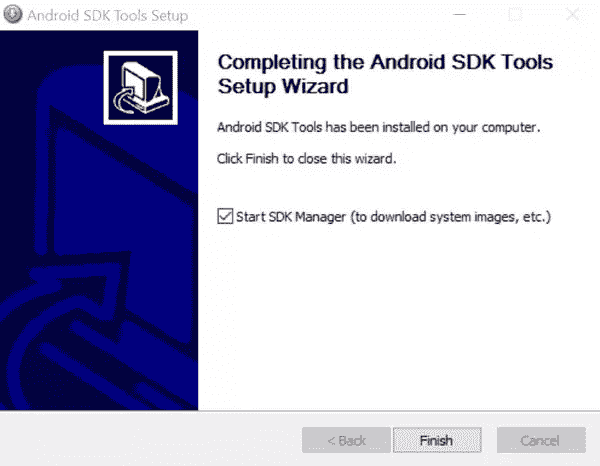 Android SDK Tools Setup
Completing the Android SDK Tools
Setup Wizard
Android SDK Tools has been installed on your computer.
Click Finish to close this wizard.
Start SDK Manager (to download system images, etc.)
< Back
Finish
Cancel